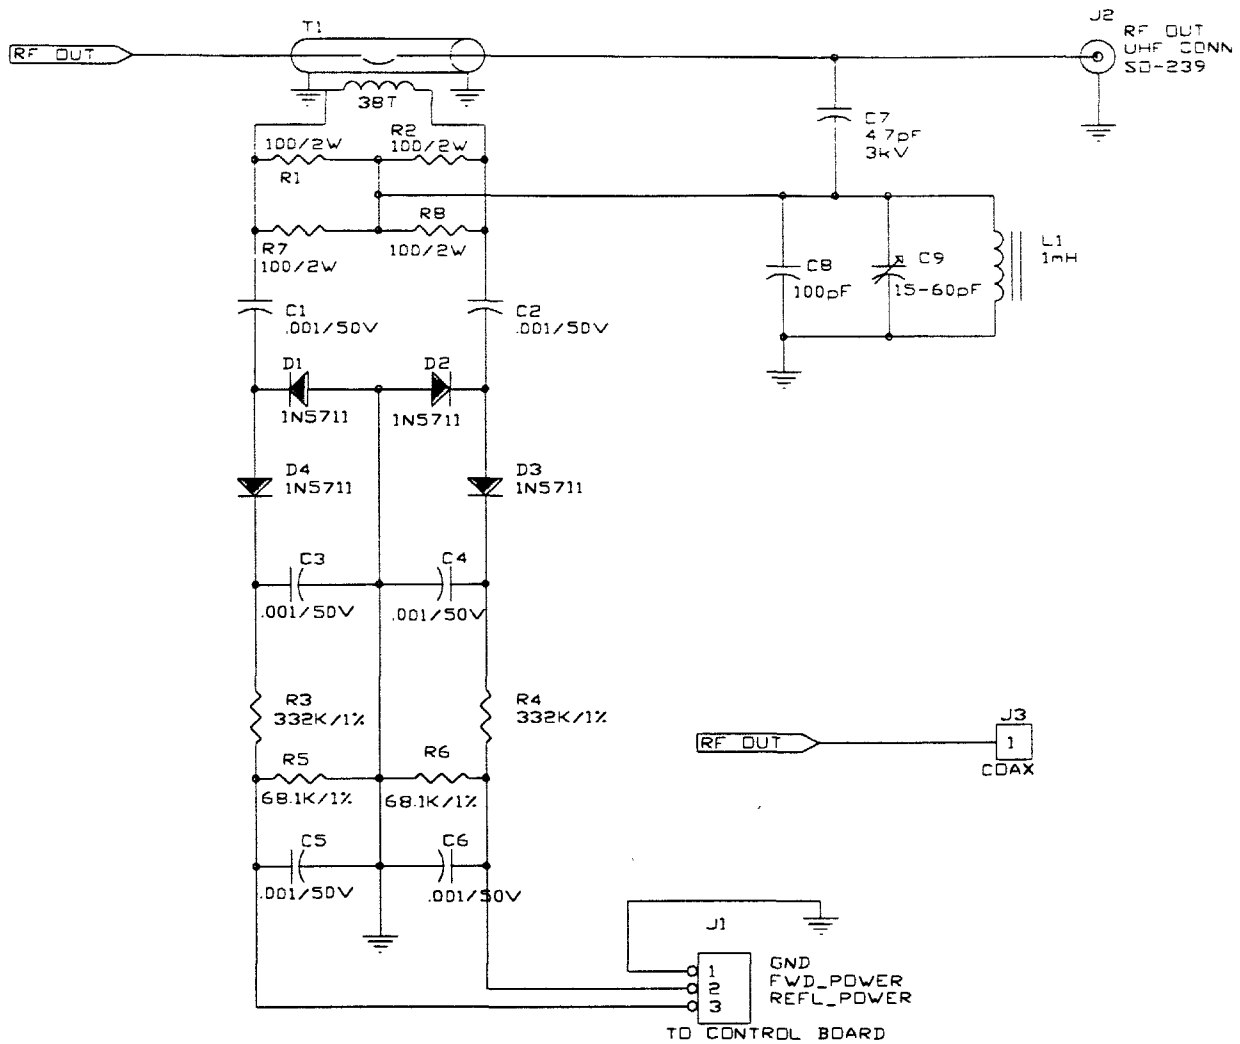 T1
J2
RF OUT
RF OUT
UHF CONN
SO-239
38T
C7
4.7pF
3kV
R2
100/2W
100/2W
R1
R8
R7
100/2W
100/2W
C8
100pF
C9
15-60pF
L1
1mH
C1
.001/50V
C2
.001/50V
D1
D2
1N5711
1N5711
D4
1N5711
D3
1N5711
C3
C4
.001/50V
.001/50V
R3
332K/1%
R4
332K/1%
J3
RF OUT
1
COAX
R5
R6
68.1K/1%
68.1K/1%
C5
C6
.001/50V
.001/50V
J1
1
GND
2
FWD_POWER
3
REFL_POWER
TO CONTROL BOARD